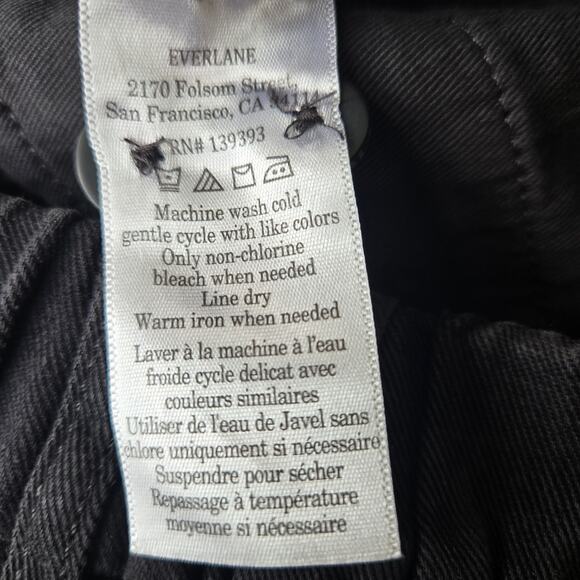 EVERLANE
2170 Folsom Street,
San Francisco, CA 94114
RN# 139393
Machine wash cold
gentle cycle with like colors
Only non-chlorine
bleach when needed
Line dry
Warm iron when needed
Laver à la machine à l'eau
froide cycle delicat avec
couleurs similaires
Utiliser de l'eau de Javel sans
chlore uniquement si nécessaire
Suspendre pour sécher
Repassage à température
moyenne si nécessaire